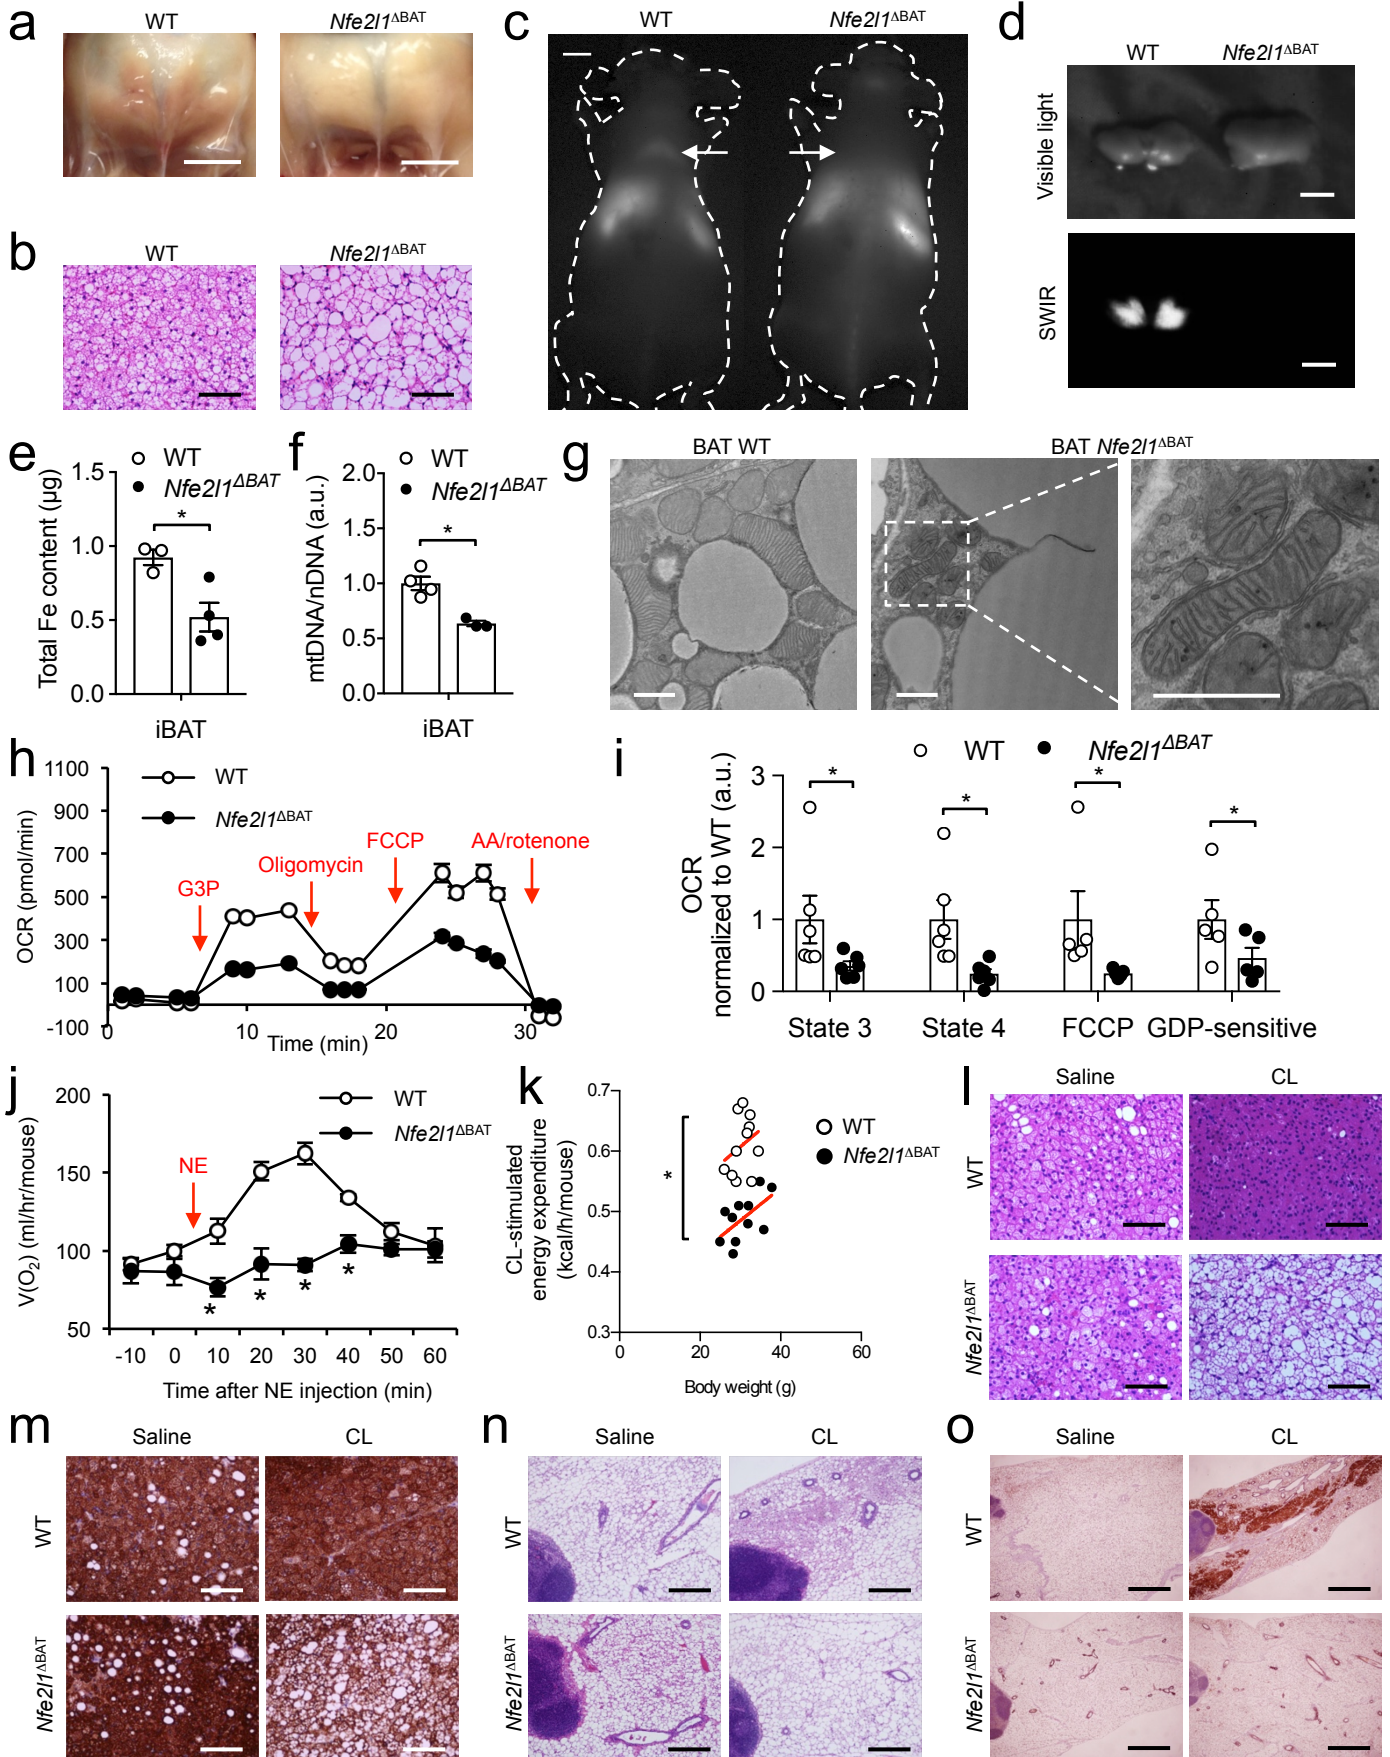 a
WT
Nfe2l1ΔBAT
b
WT
Nfe2l1ΔBAT
c
WT
Nfe2l1ΔBAT
d
WT
Nfe2l1ΔBAT
Visible light
SWIR
e
WT
Nfe2l1ΔBAT
Total Fe content (µg)
1.5
*
1.0
0.5
0.0
iBAT
f
WT
Nfe2l1ΔBAT
mtDNA/nDNA (a.u.)
2.0
1.5
*
1.0
0.5
0.0
iBAT
g
BAT WT
BAT Nfe2l1ΔBAT
h
WT
Nfe2l1ΔBAT
OCR (pmol/min)
1100
900
700
500
300
100
-100
G3P
Oligomycin
FCCP
AA/rotenone
0
10
20
30
Time (min)
i
WT
Nfe2l1ΔBAT
OCR
normalized to WT (a.u.)
3
2
1
0
*
*
*
*
State 3
State 4
FCCP
GDP-sensitive
j
WT
Nfe2l1ΔBAT
V(O2) (ml/hr/mouse)
200
150
100
50
NE
*
*
*
*
-10 0 10 20 30 40 50 60
Time after NE injection (min)
k
WT
Nfe2l1ΔBAT
CL-stimulated
energy expenditure
(kcal/h/mouse)
0.7
0.6
0.5
0.4
0.3
*
0 20 40 60
Body weight (g)
l
Saline
CL
WT
Nfe2l1ΔBAT
m
Saline
CL
WT
Nfe2l1ΔBAT
n
Saline
CL
WT
Nfe2l1ΔBAT
o
Saline
CL
WT
Nfe2l1ΔBAT